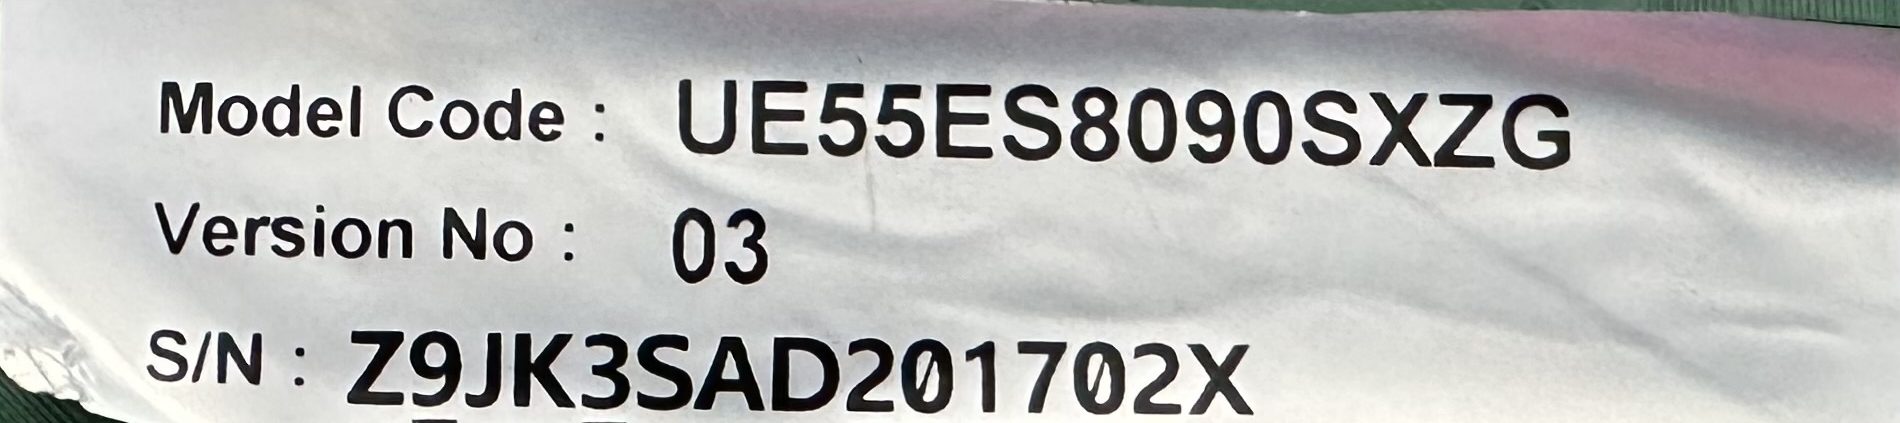 Model Code : UE55ES8090SXZG
Version No : 03
S/N : Z9JK3SAD201702X